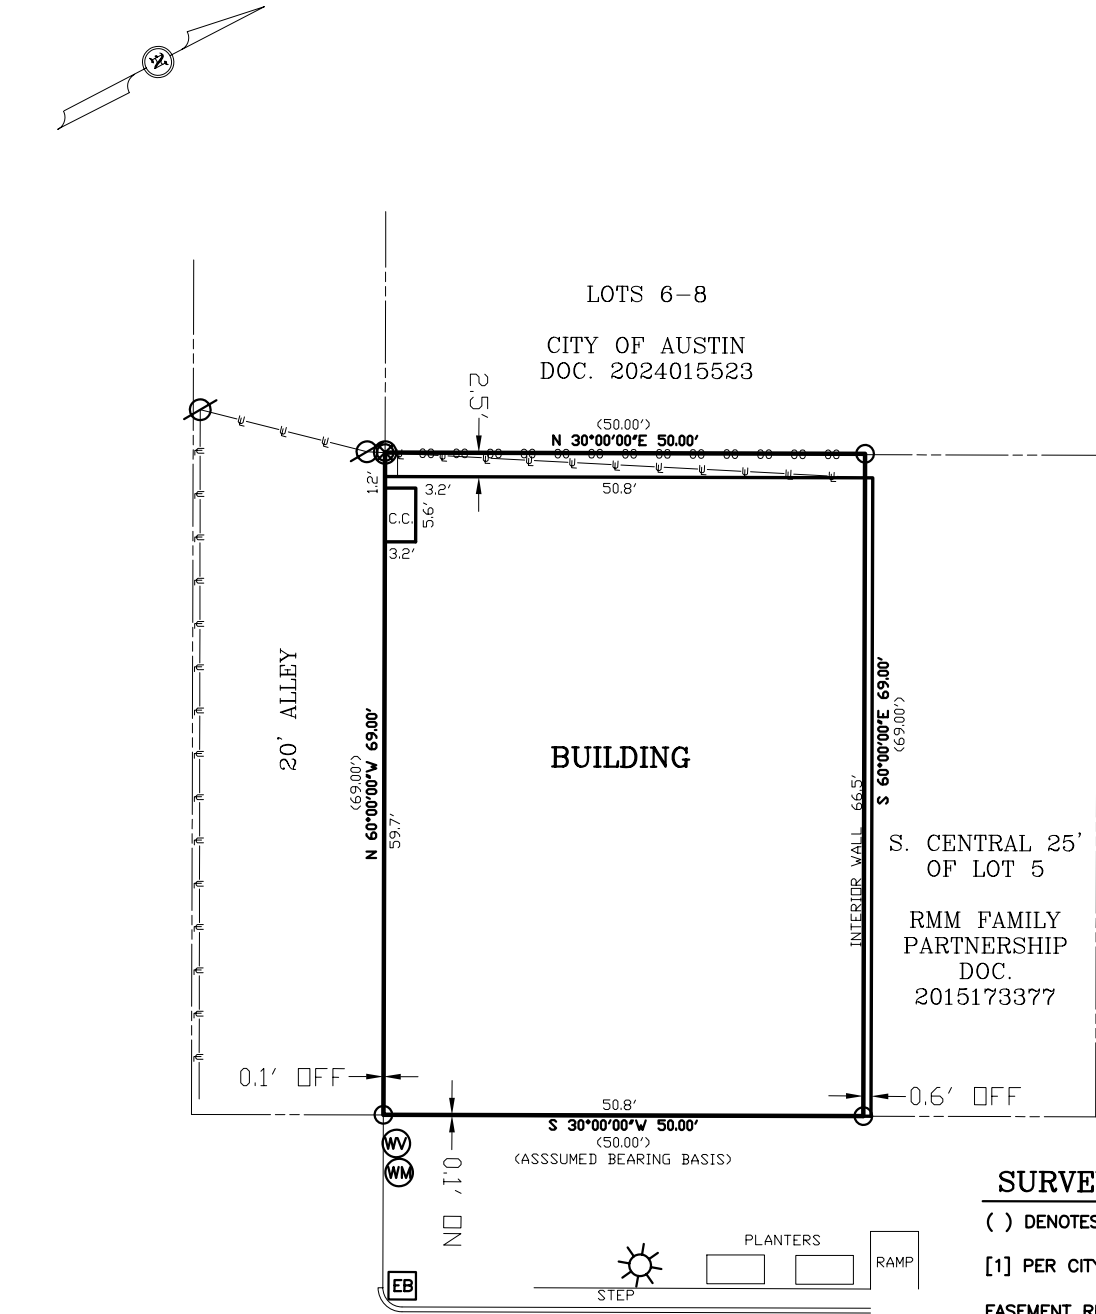 N
LOTS 6-8
CITY OF AUSTIN
DOC. 2024015523
2.5'
(50.00')
N 30°00'00"E 50.00'
1.2'
3.2'
50.8'
C.C.
5.6'
3.2'
20' ALLEY
(69.00')
N 60°00'00"W 69.00'
59.7'
BUILDING
INTERIOR WALL 66.5'
S 60°00'00"E 69.00'
(69.00')
S. CENTRAL 25'
OF LOT 5
RMM FAMILY
PARTNERSHIP
DOC.
2015173377
0.1' OFF
0.6' OFF
50.8'
S 30°00'00"W 50.00'
(50.00')
(ASSSUMED BEARING BASIS)
WV
WM
0.1' ON
SURVE
( ) DENOTES
[1] PER CITY
EASEMENT R
PLANTERS
RAMP
EB
STEP